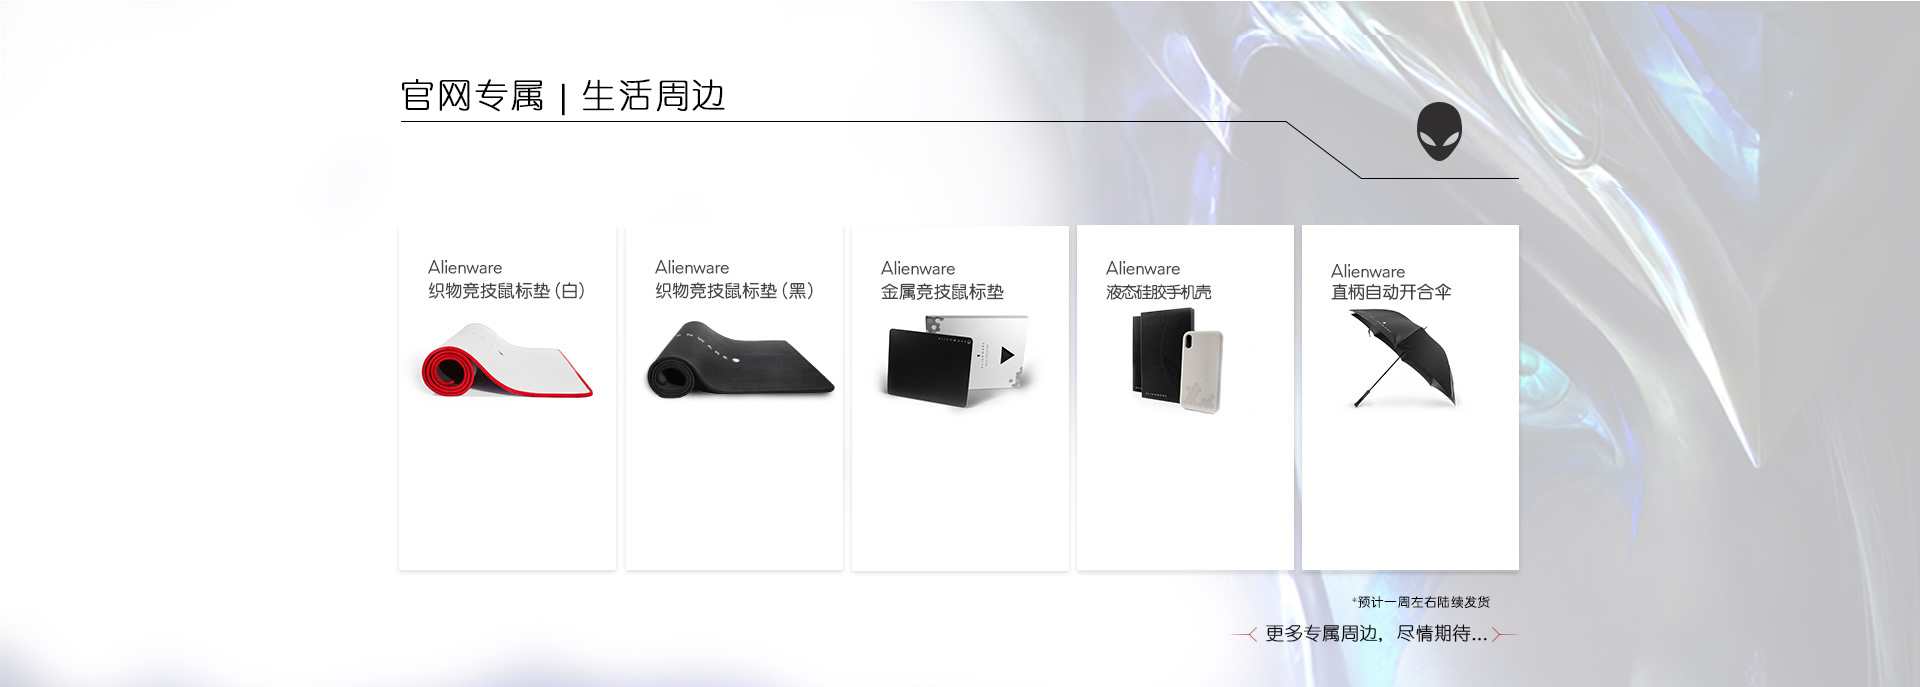 官网专属 | 生活周边
Alienware
织物竞技鼠标垫（白）
Alienware
织物竞技鼠标垫（黑）
Alienware
金属竞技鼠标垫
Alienware
液态硅胶手机壳
Alienware
直柄自动开合伞
ALIENWARE
*预计一周左右陆续发货
更多专属周边，尽情期待...